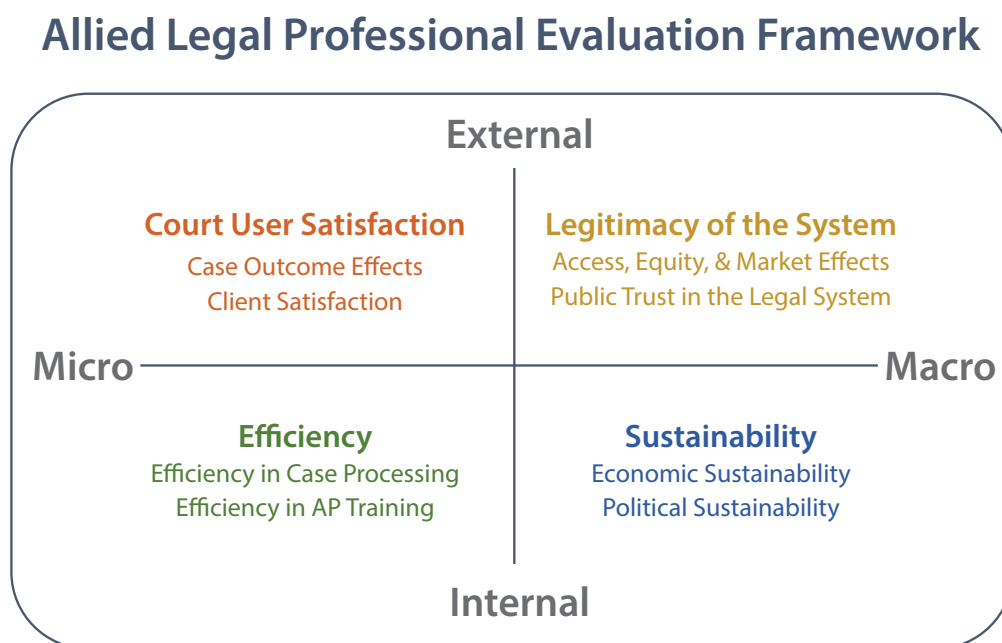 Allied Legal Professional Evaluation Framework
External
Court User Satisfaction
Case Outcome Effects
Client Satisfaction
Legitimacy of the System
Access, Equity, & Market Effects
Public Trust in the Legal System
Micro
Macro
Efficiency
Efficiency in Case Processing
Efficiency in AP Training
Sustainability
Economic Sustainability
Political Sustainability
Internal